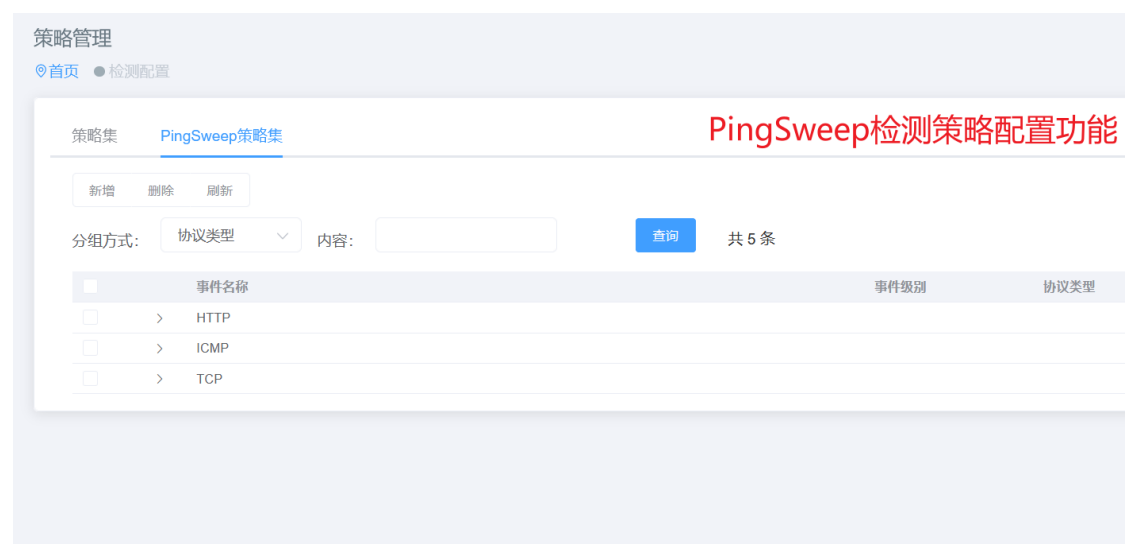 策略管理
首页 检测配置
策略集 PingSweep策略集 PingSweep检测策略配置功能
新增 删除 刷新
分组方式: 协议类型 内容: 查询 共 5 条
事件名称 事件级别 协议类型
HTTP
ICMP
TCP